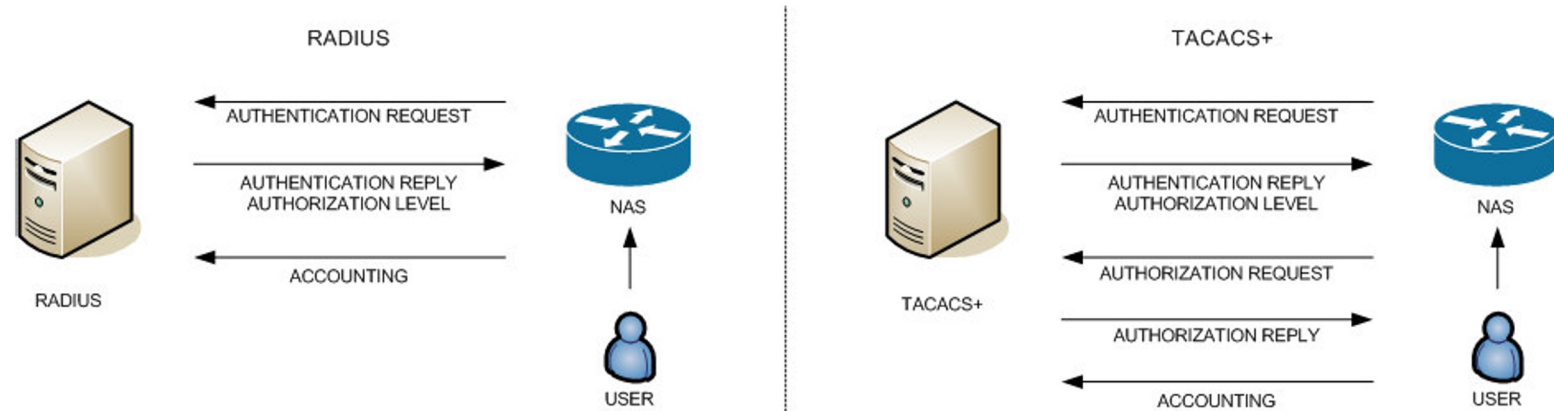 RADIUS
AUTHENTICATION REQUEST
AUTHENTICATION REPLY
AUTHORIZATION LEVEL
NAS
ACCOUNTING
RADIUS
USER
TACACS+
AUTHENTICATION REQUEST
AUTHENTICATION REPLY
AUTHORIZATION LEVEL
NAS
AUTHORIZATION REQUEST
TACACS+
AUTHORIZATION REPLY
USER
ACCOUNTING